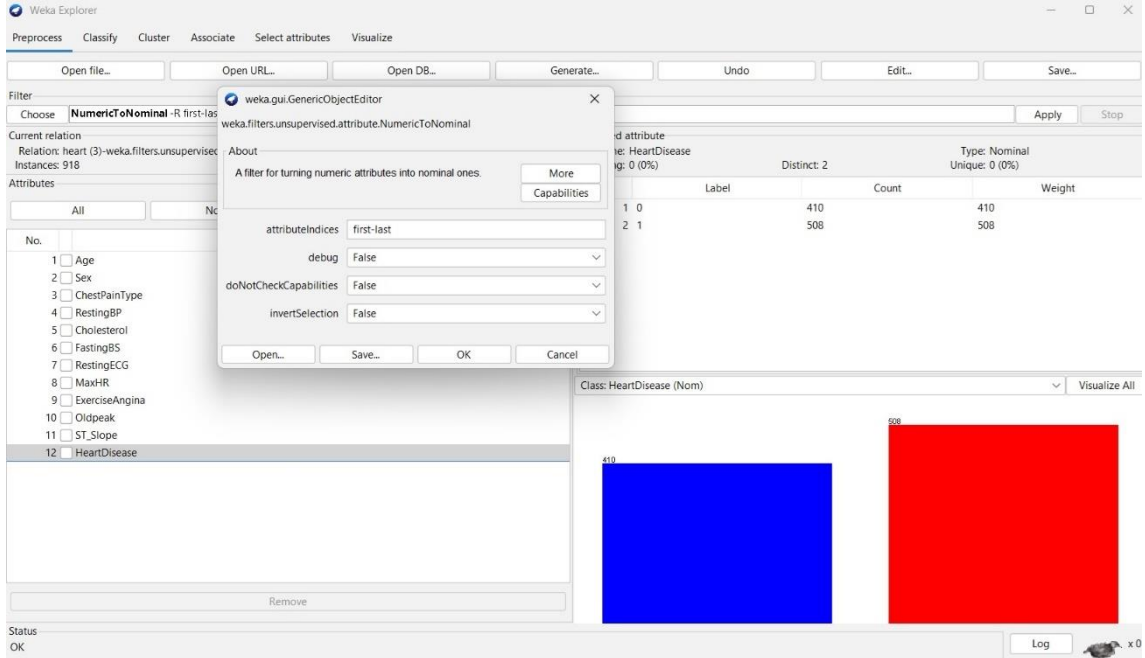 Weka Explorer
Preprocess Classify Cluster Associate Select attributes Visualize
Open file... Open URL... Open DB... Generate... Undo Edit... Save...
Filter
Choose NumericToNominal -R first-las
Apply Stop
Current relation
Relation: heart (3)-weka.filters.unsupervised
Instances: 918
Attributes
All
No.
1 Age
2 Sex
3 ChestPainType
4 RestingBP
5 Cholesterol
6 FastingBS
7 RestingECG
8 MaxHR
9 ExerciseAngina
10 Oldpeak
11 ST_Slope
12 HeartDisease
Remove
weka.gui.GenericObjectEditor
weka.filters.unsupervised.attribute.NumericToNominal
About
A filter for turning numeric attributes into nominal ones.
More
Capabilities
attributeIndices first-last
debug False
doNotCheckCapabilities False
invertSelection False
Open... Save... OK Cancel
d attribute
e: HeartDisease Type: Nominal
g: 0 (0%) Distinct: 2 Unique: 0 (0%)
Label Count Weight
1 0 410 410
2 1 508 508
Class: HeartDisease (Nom) Visualize All
508
410
Status
OK
Log x 0